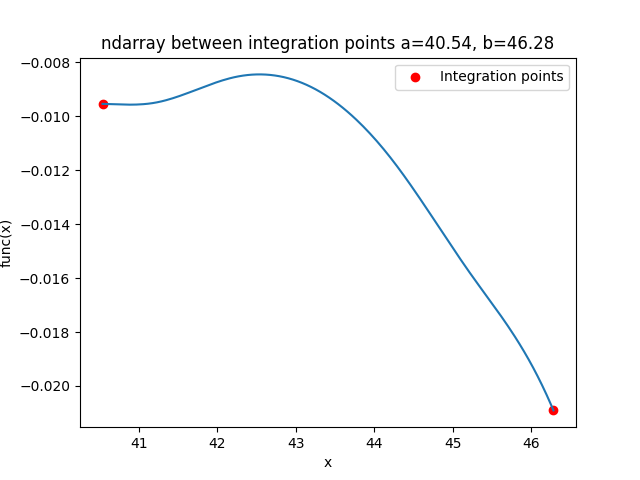 ndarray between integration points a=40.54, b=46.28
Integration points
func(x)
−0.008
−0.010
−0.012
−0.014
−0.016
−0.018
−0.020
41 42 43 44 45 46
x